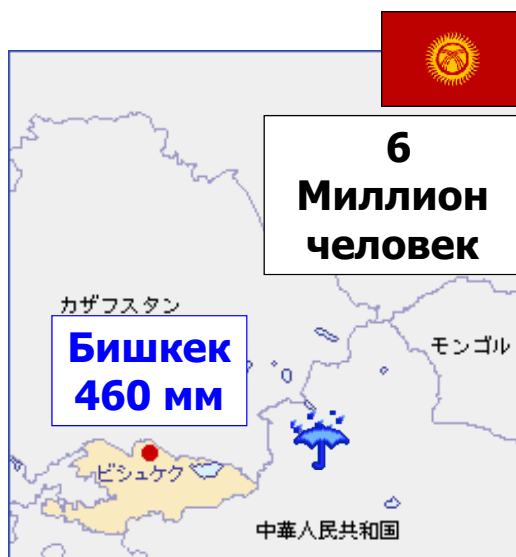 6
Миллион
человек
カザフスタン
Бишкек
460 мм
モンゴル
ビシュケク
中華人民共和国